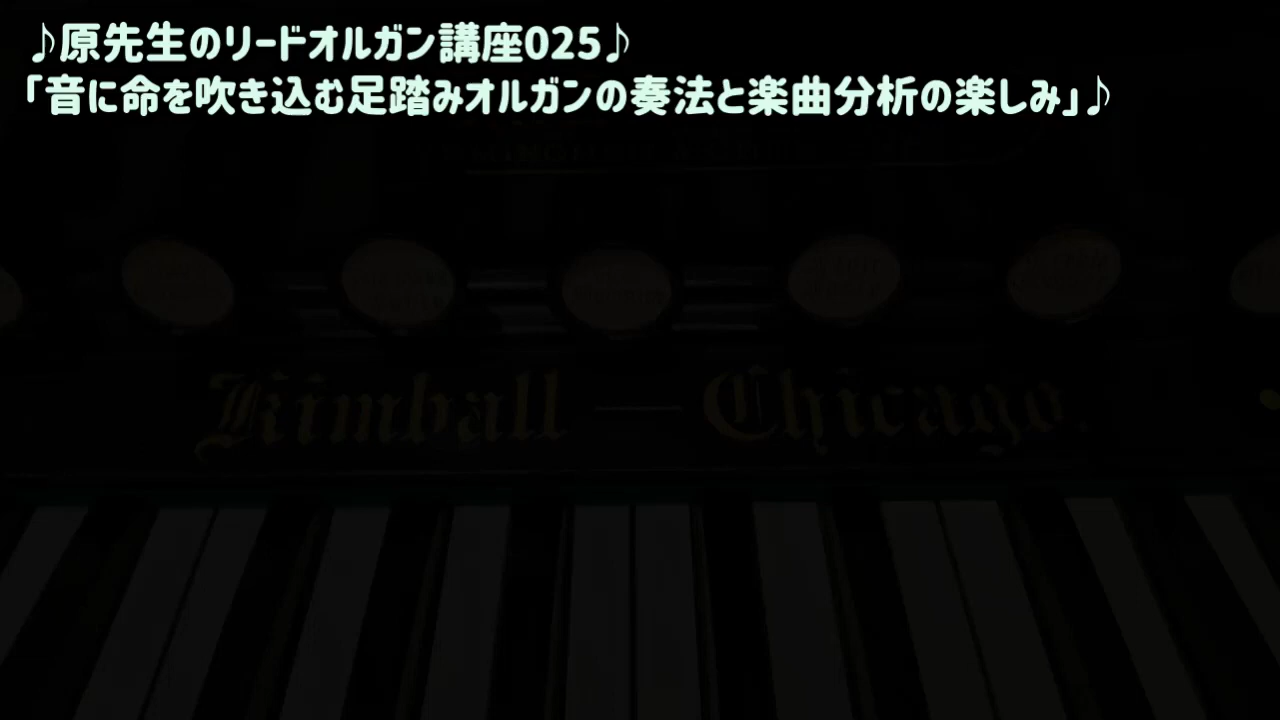 ♪原先生のリードオルガン講座025♪
「音に命を吹き込む足踏みオルガンの奏法と楽曲分析の楽しみ」♪
Kimball — Chicago.